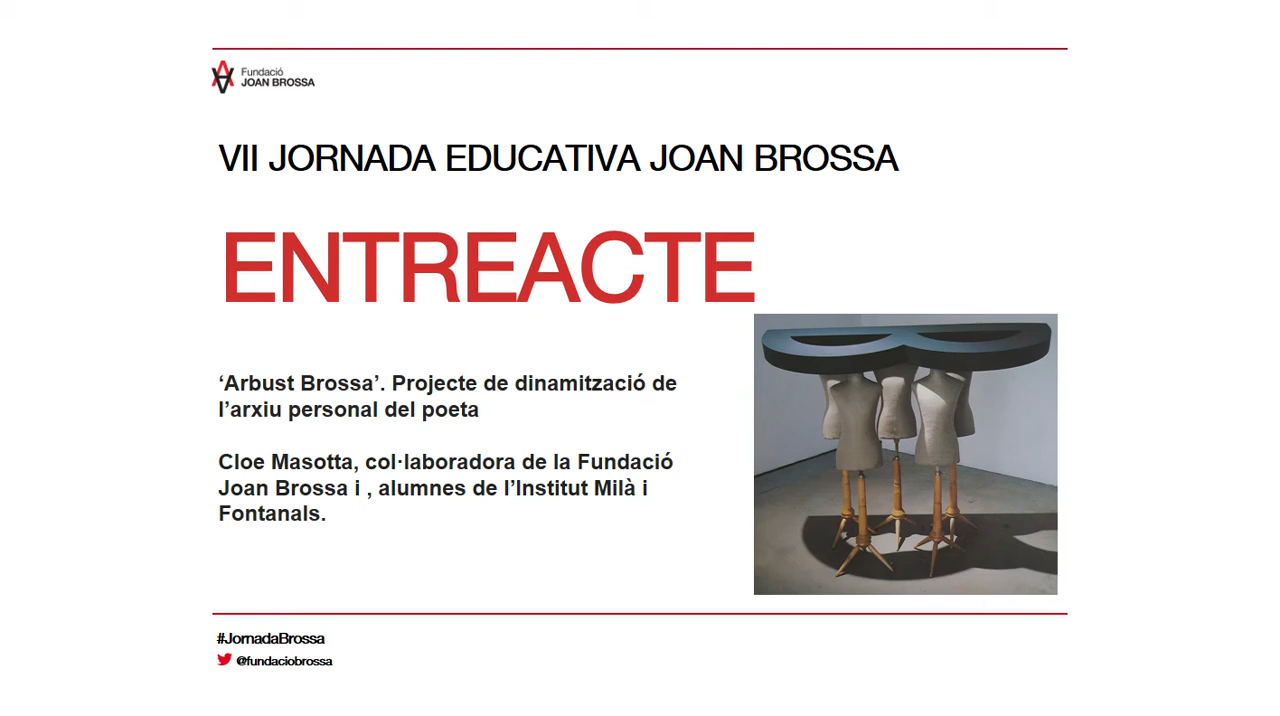 Fundació
JOAN BROSSA
VII JORNADA EDUCATIVA JOAN BROSSA
ENTREACTE
‘Arbust Brossa’. Projecte de dinamització de
l’arxiu personal del poeta
Cloe Masotta, col·laboradora de la Fundació
Joan Brossa i , alumnes de l’Institut Milà i
Fontanals.
#JornadaBrossa
@fundaciobrossa